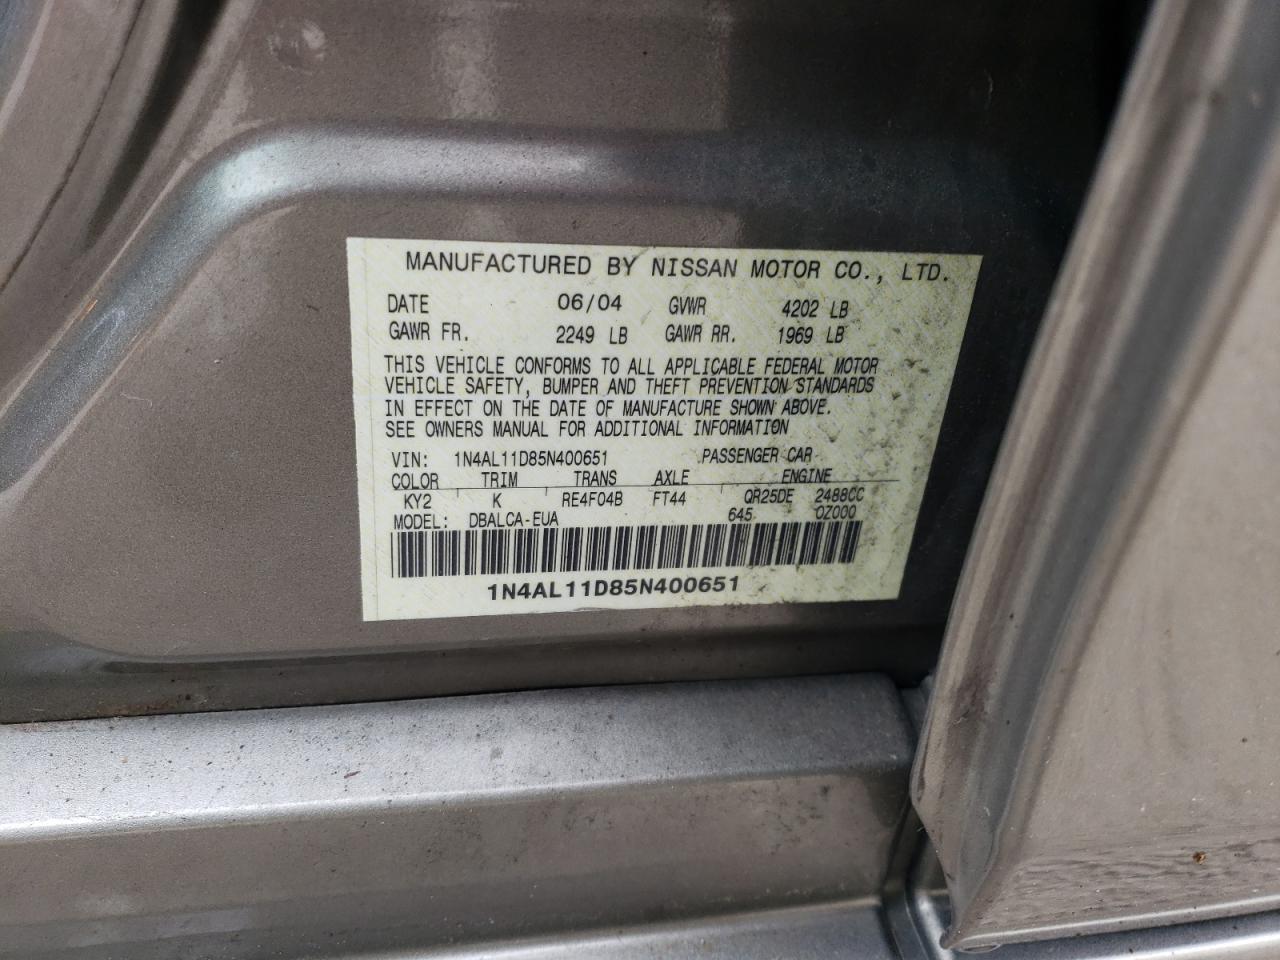 MANUFACTURED BY NISSAN MOTOR CO., LTD.
DATE 06/04 GVWR 4202 LB
GAWR FR. 2249 LB GAWR RR. 1969 LB
THIS VEHICLE CONFORMS TO ALL APPLICABLE FEDERAL MOTOR
VEHICLE SAFETY, BUMPER AND THEFT PREVENTION STANDARDS
IN EFFECT ON THE DATE OF MANUFACTURE SHOWN ABOVE.
SEE OWNERS MANUAL FOR ADDITIONAL INFORMATION
VIN: 1N4AL11D85N400651 PASSENGER CAR
COLOR TRIM TRANS AXLE ENGINE
KY2 K RE4F04B FT44 QR25DE 2488CC
MODEL: DBALCA-EUA 645 0Z000
1N4AL11D85N400651